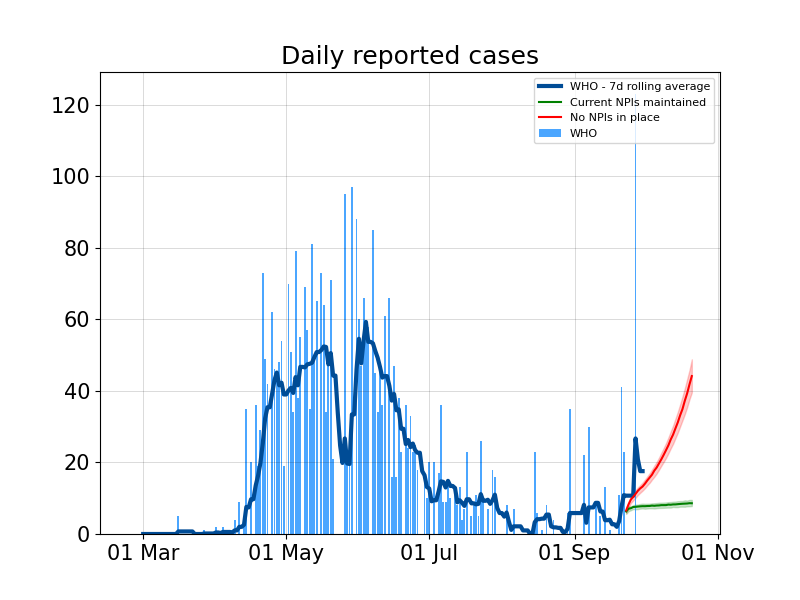 Daily reported cases
WHO - 7d rolling average
Current NPIs maintained
No NPIs in place
WHO
120
100
80
60
40
20
0
01 Mar
01 May
01 Jul
01 Sep
01 Nov